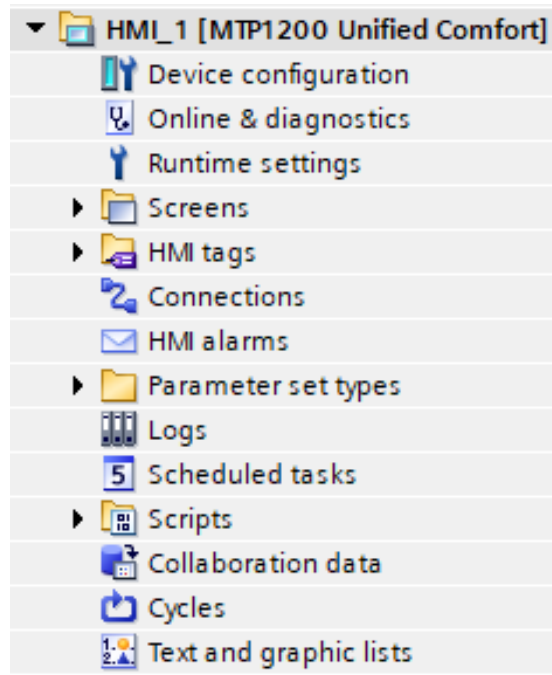 HMI_1 [MTP1200 Unified Comfort]
Device configuration
Online & diagnostics
Runtime settings
Screens
HMI tags
Connections
HMI alarms
Parameter set types
Logs
5 Scheduled tasks
Scripts
Collaboration data
Cycles
Text and graphic lists